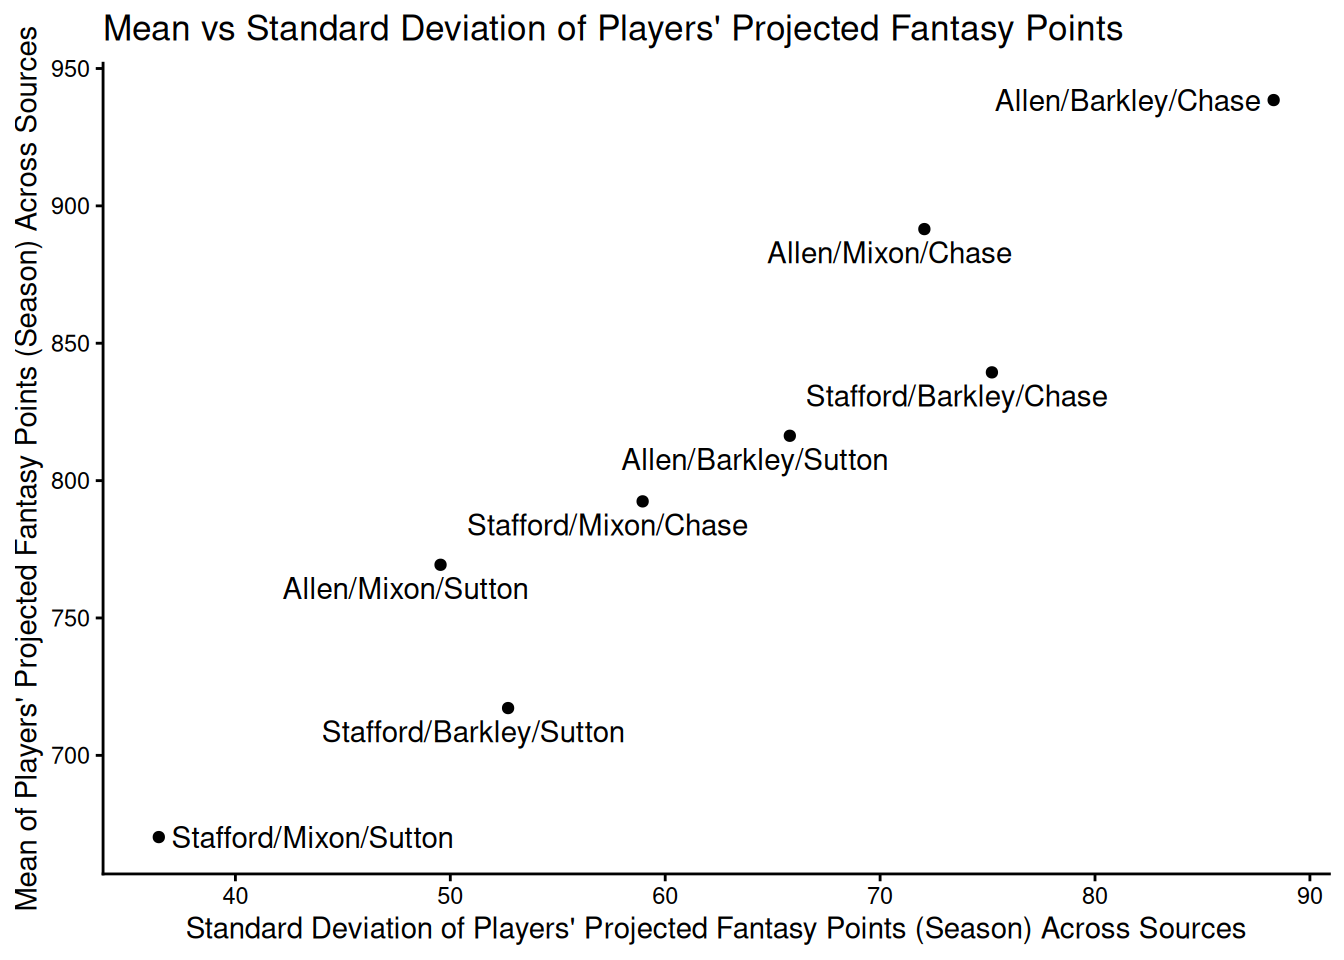 Mean vs Standard Deviation of Players' Projected Fantasy Points
Mean of Players' Projected Fantasy Points (Season) Across Sources
950
900
850
800
750
700
Allen/Barkley/Chase
Allen/Mixon/Chase
Stafford/Barkley/Chase
Allen/Barkley/Sutton
Stafford/Mixon/Chase
Allen/Mixon/Sutton
Stafford/Barkley/Sutton
Stafford/Mixon/Sutton
40
50
60
70
80
90
Standard Deviation of Players' Projected Fantasy Points (Season) Across Sources